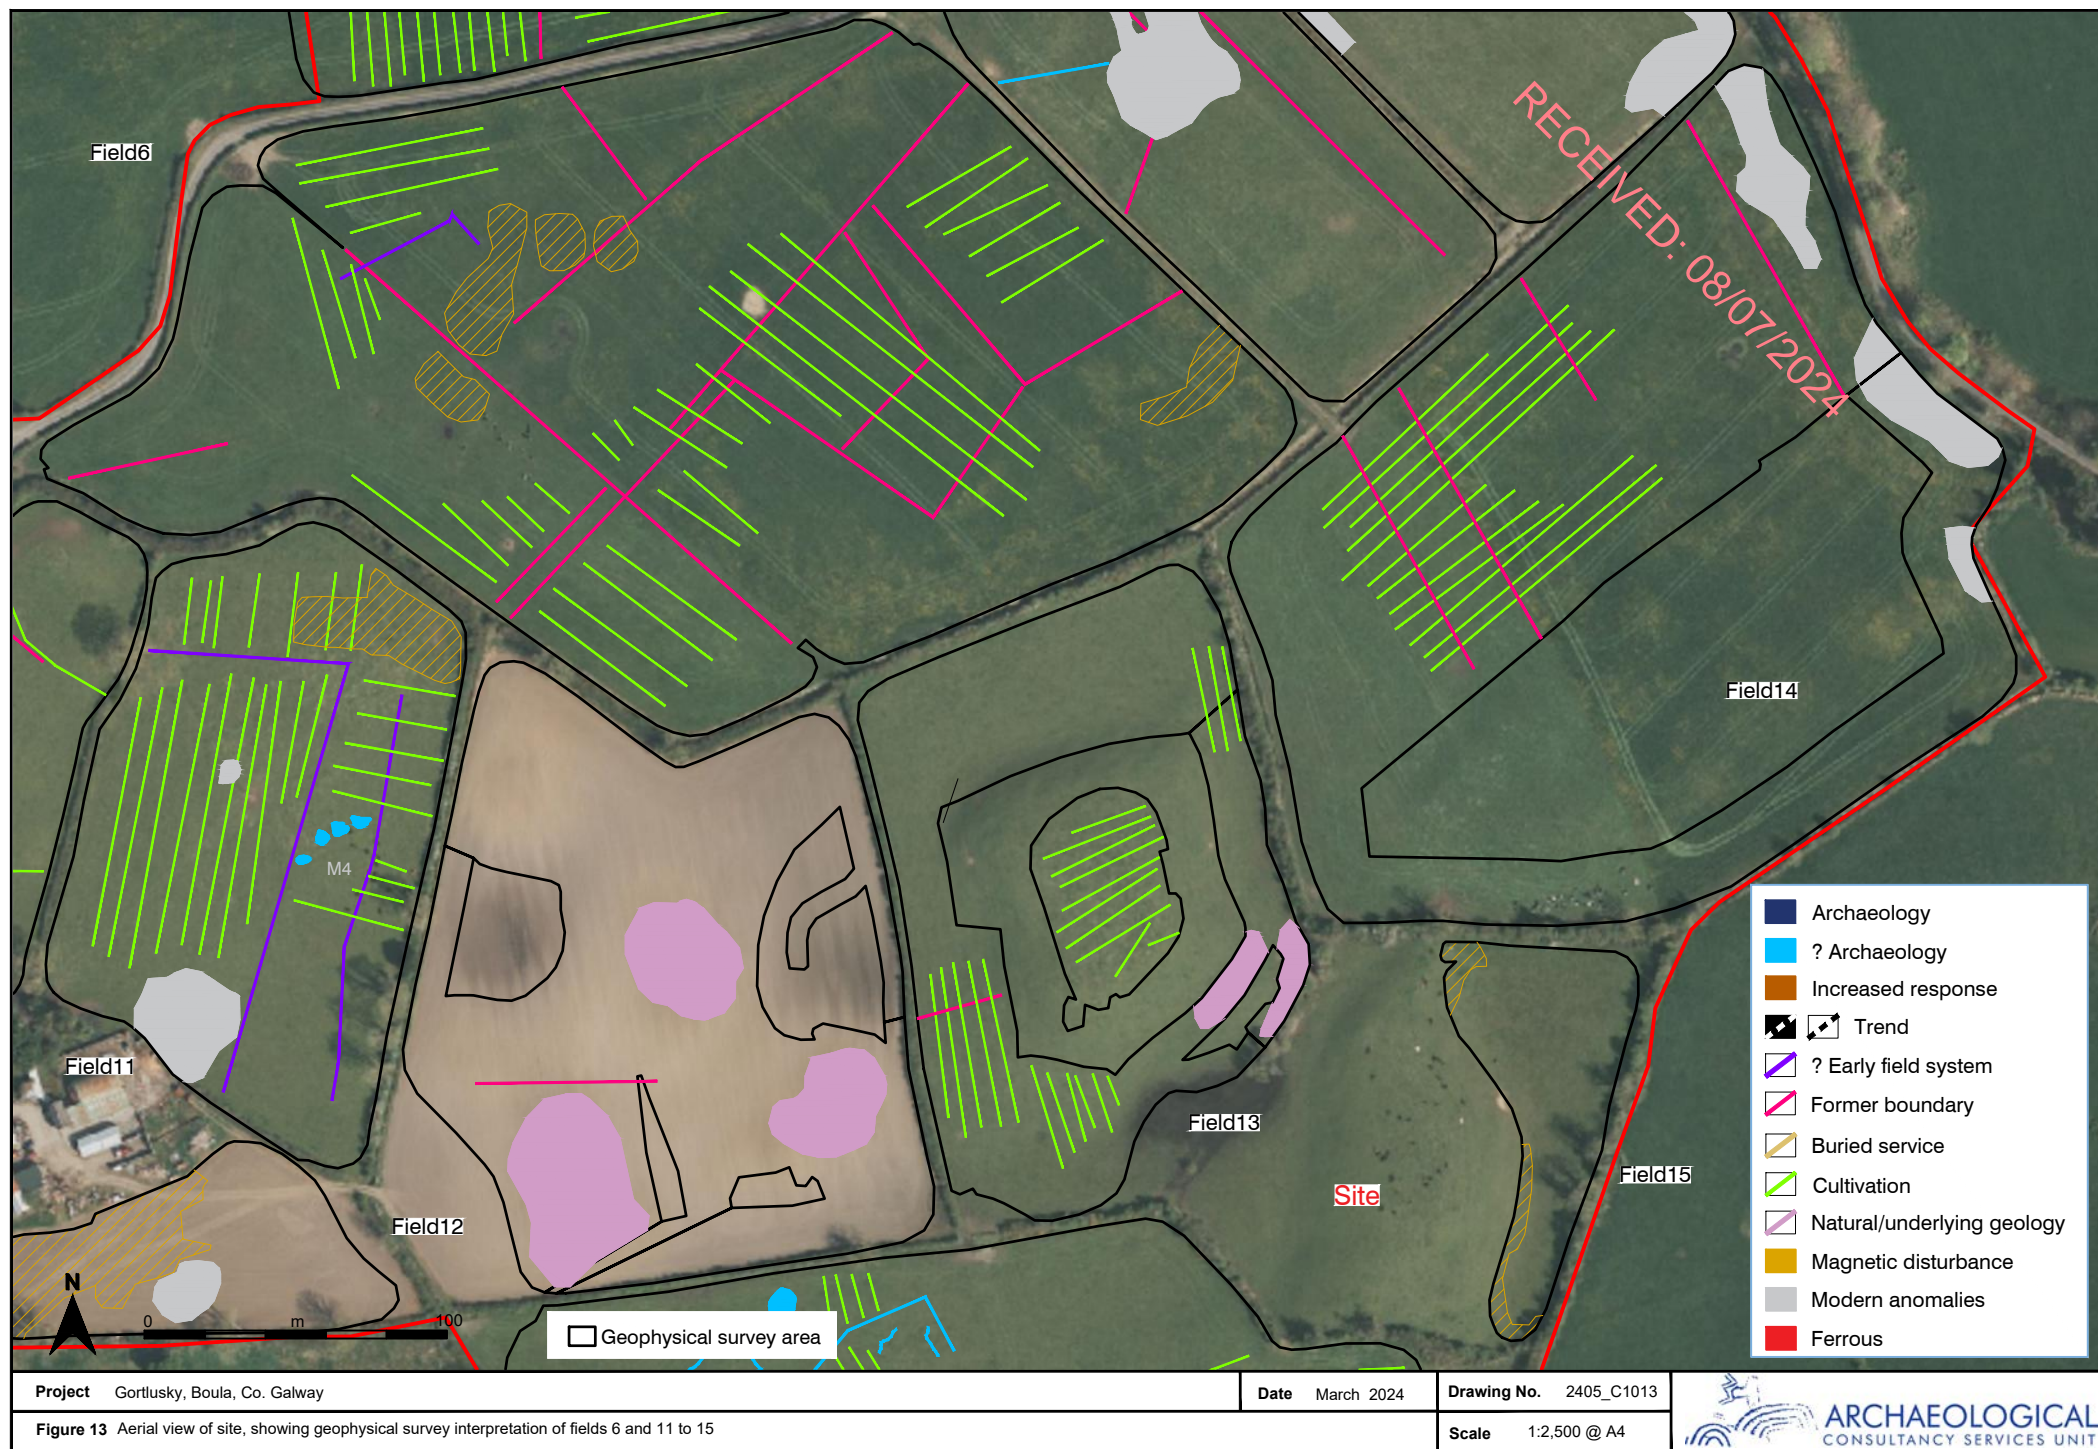 Field6
RECEIVED: 08/07/2024
Field14
M4
Field11
Field13
Field15
Site
Field12
N
0 m 100
Geophysical survey area
Archaeology
? Archaeology
Increased response
Trend
? Early field system
Former boundary
Buried service
Cultivation
Natural/underlying geology
Magnetic disturbance
Modern anomalies
Ferrous
Project Gortlusky, Boula, Co. Galway
Date March 2024
Drawing No. 2405_C1013
Figure 13 Aerial view of site, showing geophysical survey interpretation of fields 6 and 11 to 15
Scale 1:2,500 @ A4
ARCHAEOLOGICAL
CONSULTANCY SERVICES UNIT